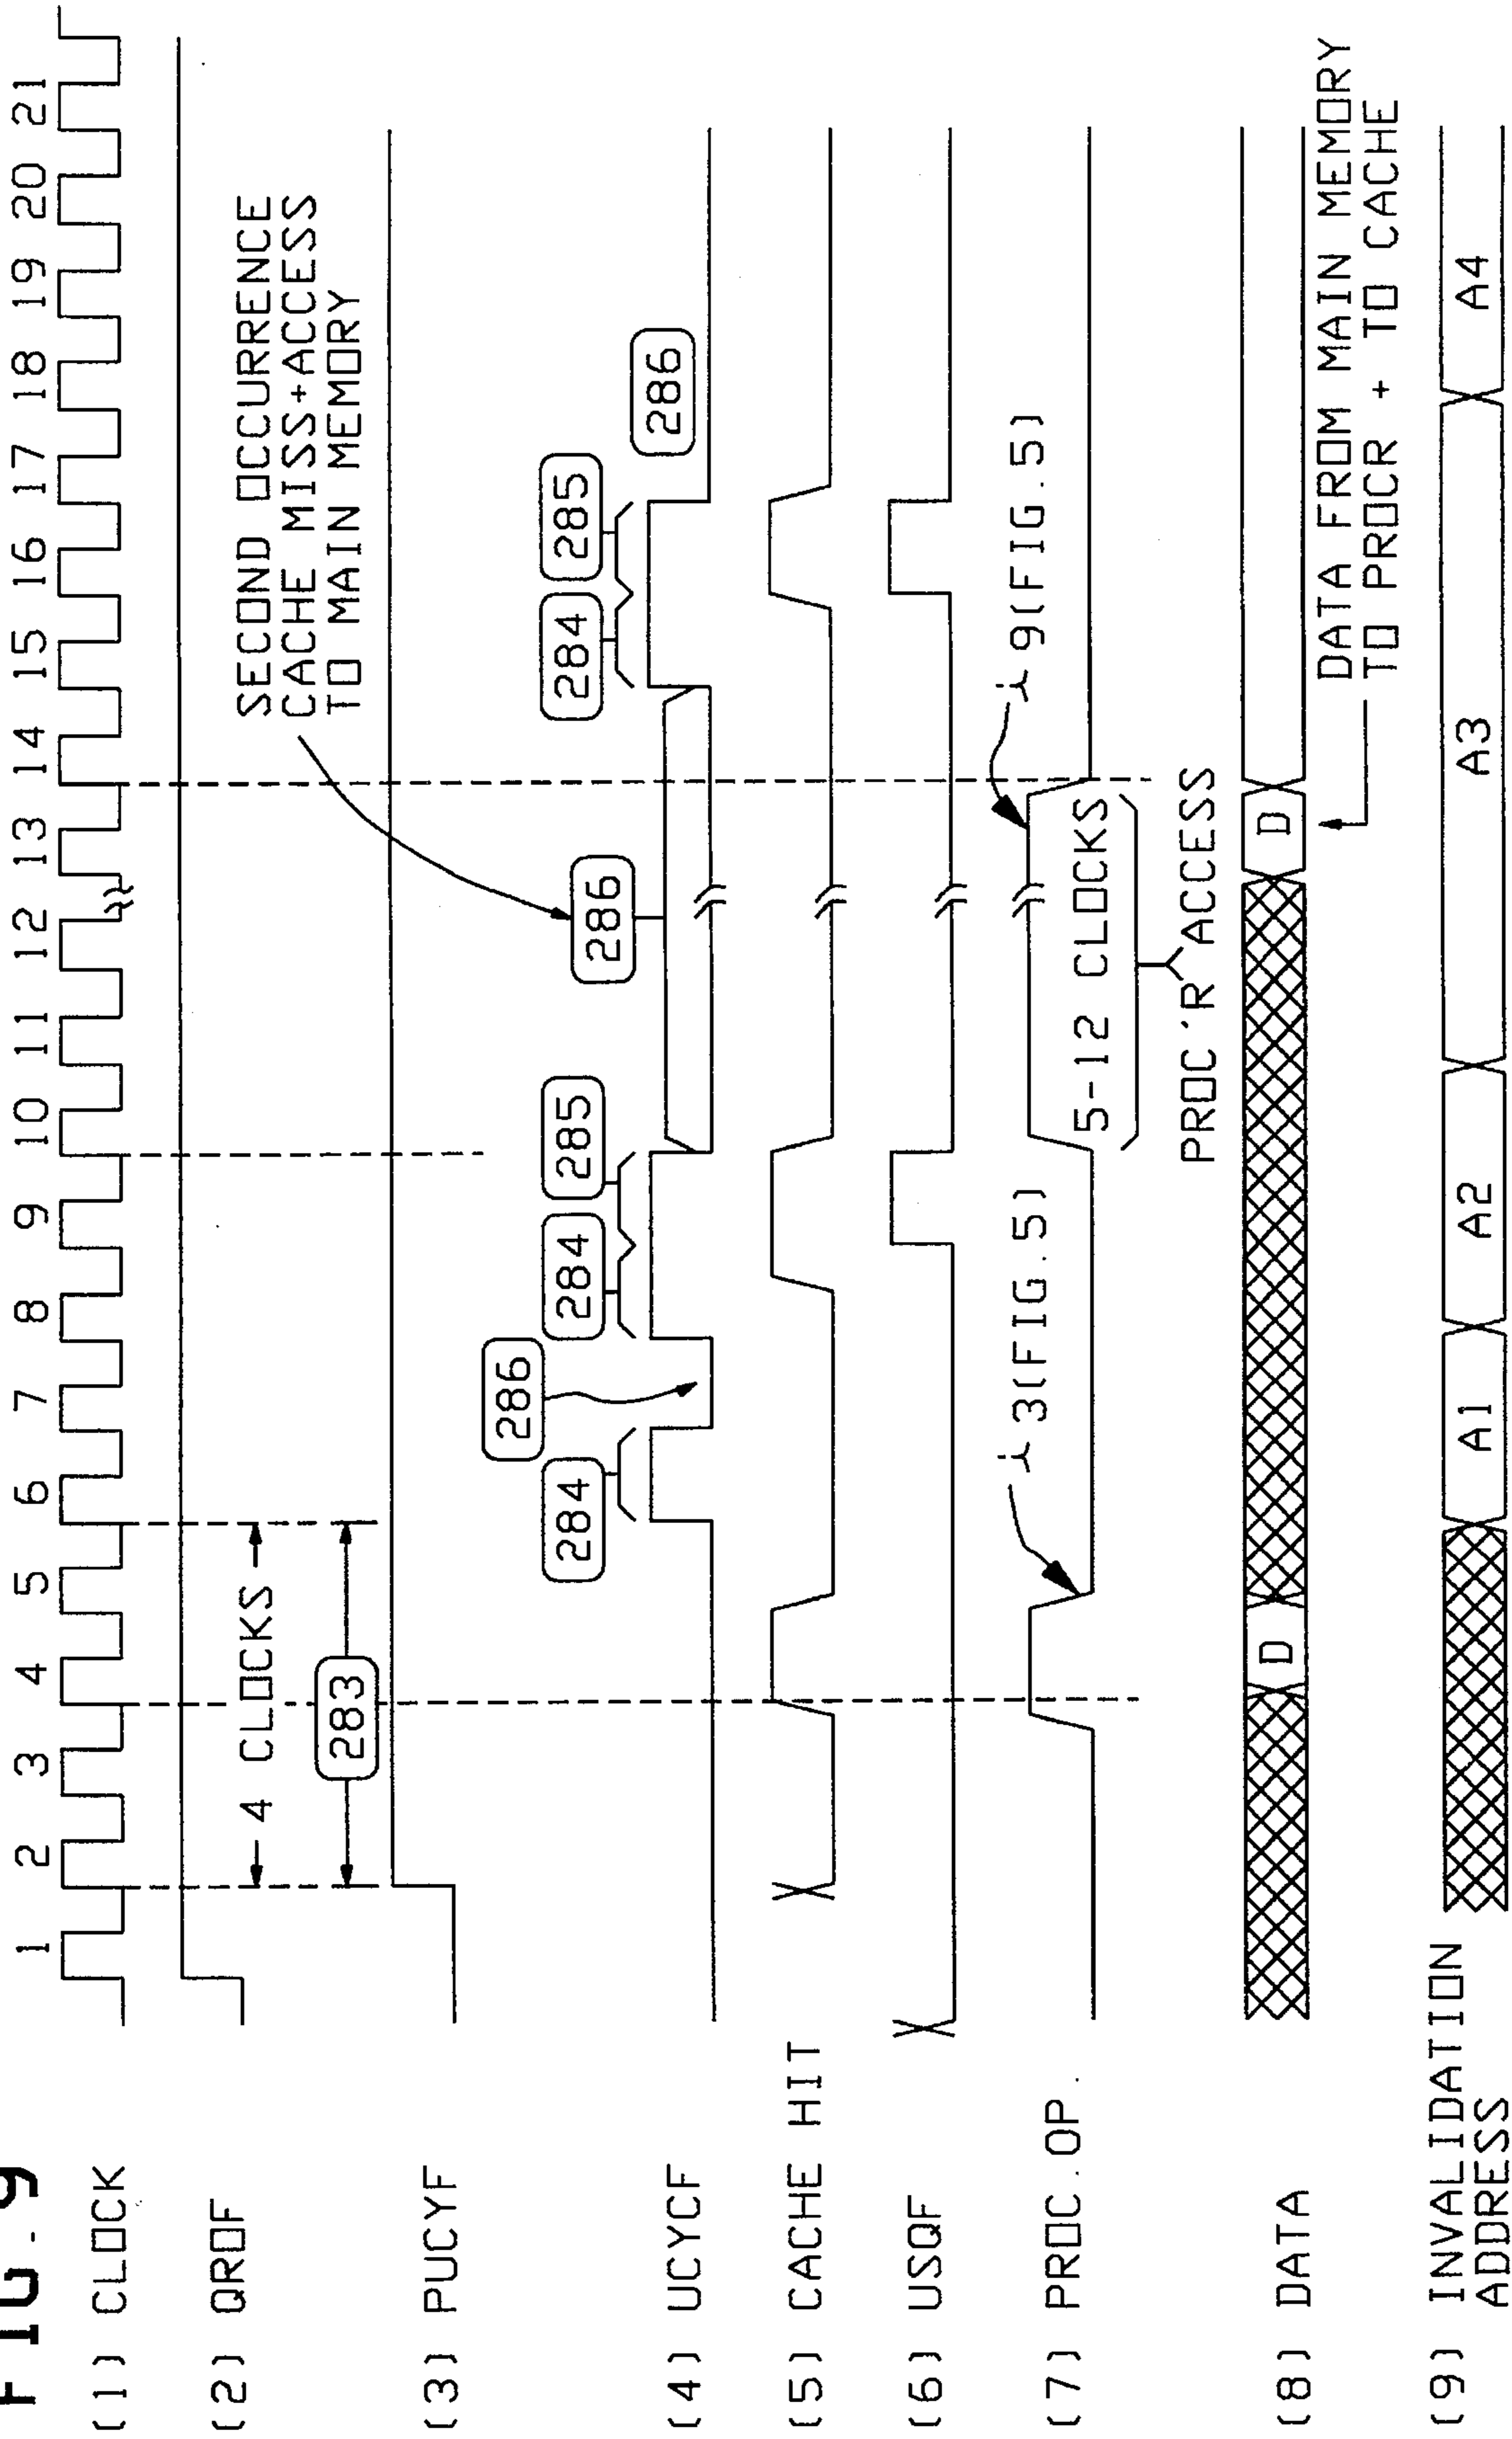 FIG. 9
1 2 3 4 5 6 7 8 9 10 11 12 13 14 15 16 17 18 19 20 21
(1) CLOCK
(2) QROF
4 CLOCKS
283
SECOND OCCURRENCE
CACHE MISS+ACCESS
TO MAIN MEMORY
(3) PUCYF
284
286
284
285
286
284
285
286
(4) UCYCF
(5) CACHE HIT
(6) USQF
3(FIG.5)
9(FIG.5)
(7) PROC.OP.
5-12 CLOCKS
PROC'R ACCESS
(8) DATA
D
D
DATA FROM MAIN MEMORY
TO PROCR + TO CACHE
(9) INVALIDATION
ADDRESS
A1 A2 A3 A4